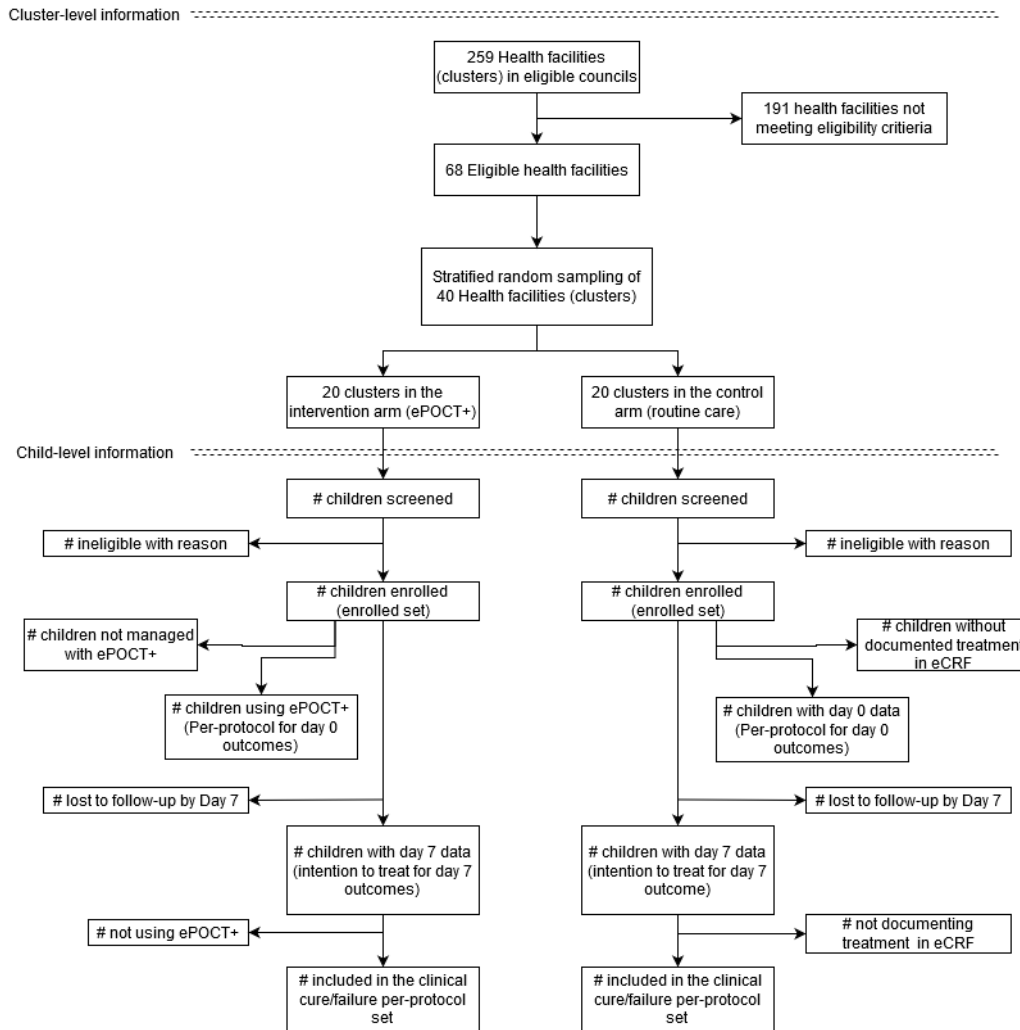 Cluster-level information
259 Health facilities
(clusters) in eligible councils
191 health facilities not
meeting eligibility critieria
68 Eligible health facilities
Stratified random sampling of
40 Health facilities (clusters)
20 clusters in the
intervention arm (ePOCT+)
20 clusters in the control
arm (routine care)
Child-level information
# children screened
# children screened
# ineligible with reason
# ineligible with reason
# children enrolled
(enrolled set)
# children enrolled
(enrolled set)
# children not managed
with ePOCT+
# children without
documented treatment
in eCRF
# children using ePOCT+
(Per-protocol for day 0
outcomes)
# children with day 0 data
(Per-protocol for day 0
outcomes)
# lost to follow-up by Day 7
# lost to follow-up by Day 7
# children with day 7 data
(intention to treat for day 7
outcomes)
# children with day 7 data
(intention to treat for day 7
outcome)
# not using ePOCT+
# not documenting
treatment in eCRF
# included in the clinical
cure/failure per-protocol
set
# included in the clinical
cure/failure per-protocol
set